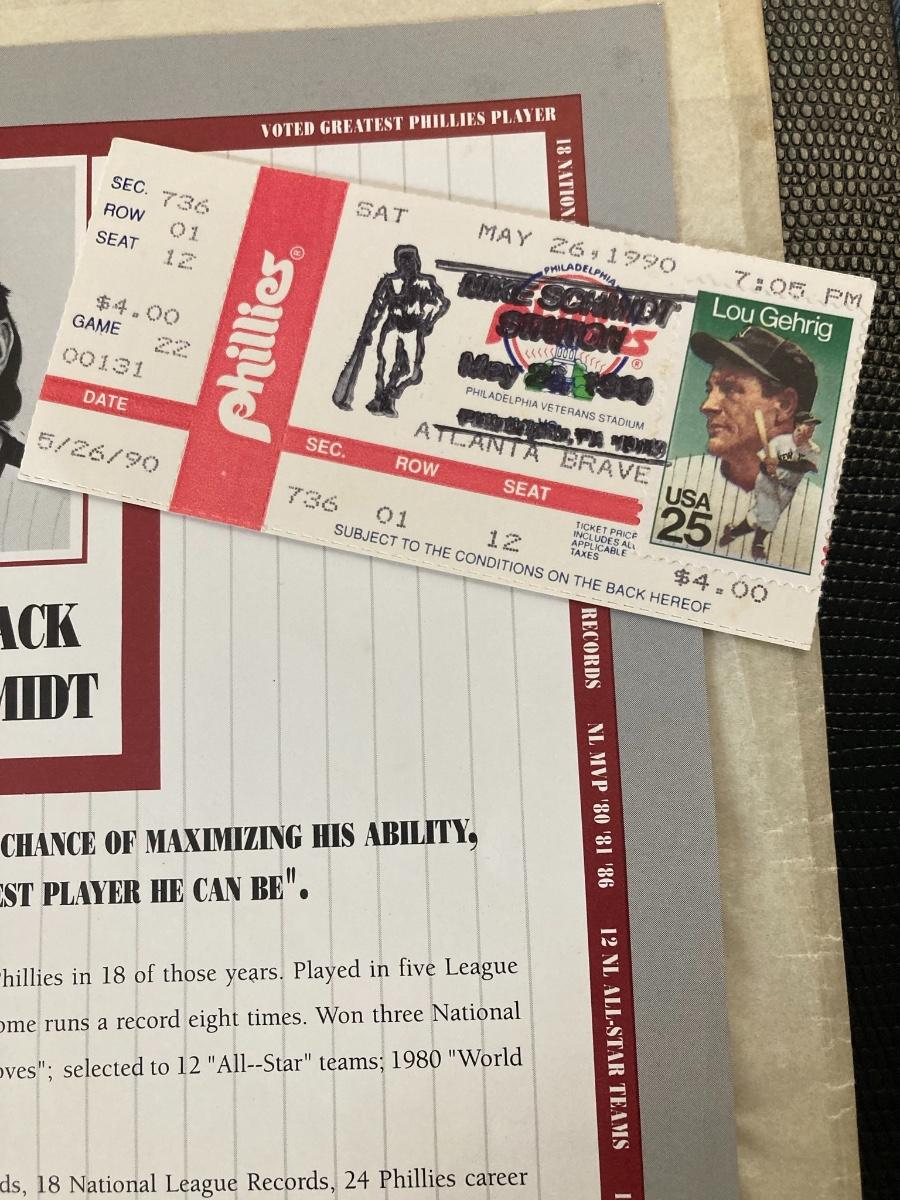 VOTED GREATEST PHILLIES PLAYER
18 NATION
SEC. 736
ROW 01
SEAT 12
$4.00
GAME 22
00131
DATE
5/26/90
Phillies®
SAT MAY 26,1990 7:05 PM
PHILADELPHIA
MIKE SCHMIDT
STATION
May 26, 1990
PHILADELPHIA VETERANS STADIUM
ATLANTA BRAVE
SEC. ROW SEAT
736 01 12
TICKET PRICE
INCLUDES ALL
APPLICABLE
TAXES
$4.00
SUBJECT TO THE CONDITIONS ON THE BACK HEREOF
Lou Gehrig
USA
25
ACK
MIDT
RECORDS NL MVP '80 '81 '86 12 NL ALL-STAR TEAMS
CHANCE OF MAXIMIZING HIS ABILITY,
EST PLAYER HE CAN BE".
hillies in 18 of those years. Played in five League
ome runs a record eight times. Won three National
oves"; selected to 12 "All--Star" teams; 1980 "World
ds, 18 National League Records, 24 Phillies career